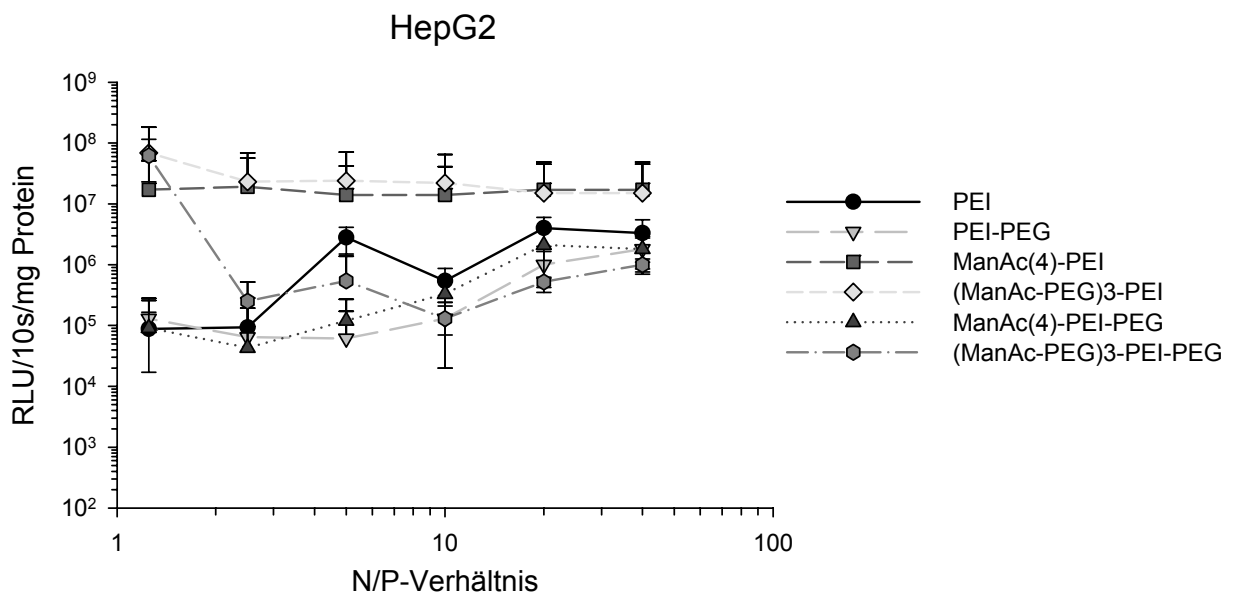 HepG2
RLU/10s/mg Protein
10⁹
10⁸
10⁷
10⁶
10⁵
10⁴
10³
10²
1
10
100
N/P-Verhältnis
PEI
PEI-PEG
ManAc(4)-PEI
(ManAc-PEG)3-PEI
ManAc(4)-PEI-PEG
(ManAc-PEG)3-PEI-PEG